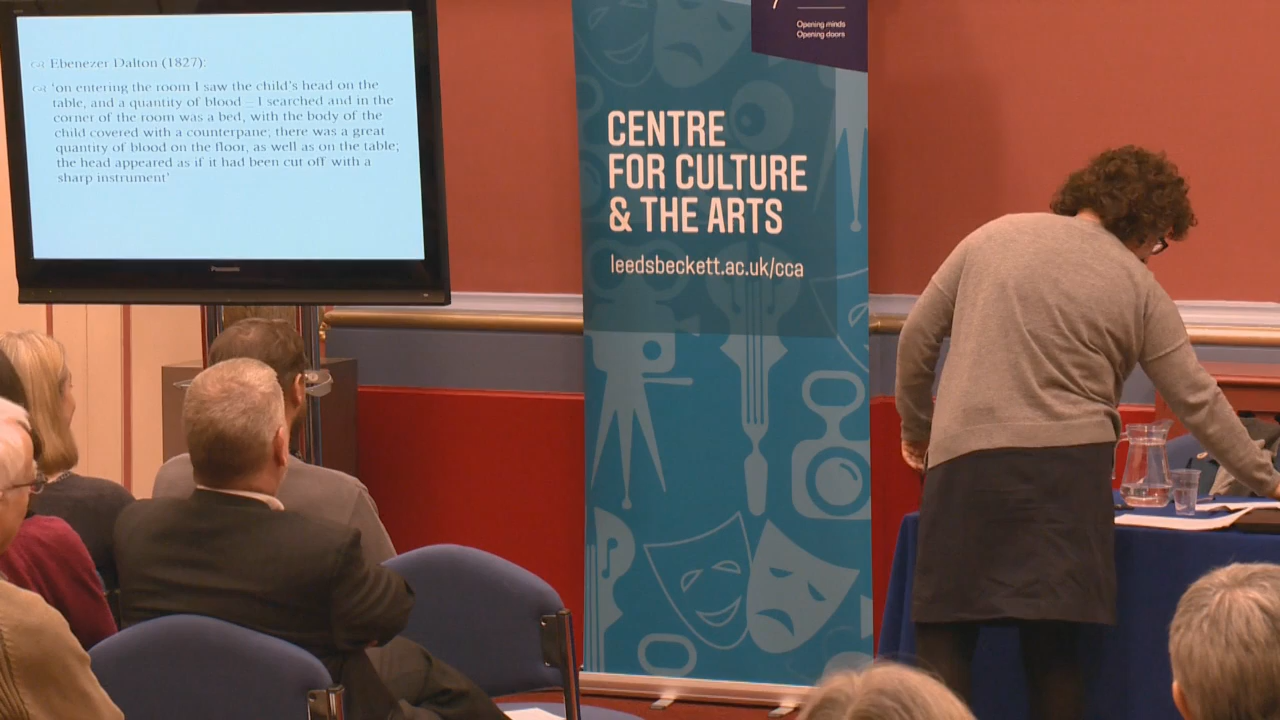 Ebenezer Dalton (1827):
'on entering the room I saw the child's head on the
table, and a quantity of blood – I searched and in the
corner of the room was a bed, with the body of the
child covered with a counterpane; there was a great
quantity of blood on the floor, as well as on the table;
the head appeared as if it had been cut off with a
sharp instrument'
Panasonic
Opening minds
Opening doors
CENTRE
FOR CULTURE
& THE ARTS
leedsbeckett.ac.uk/cca